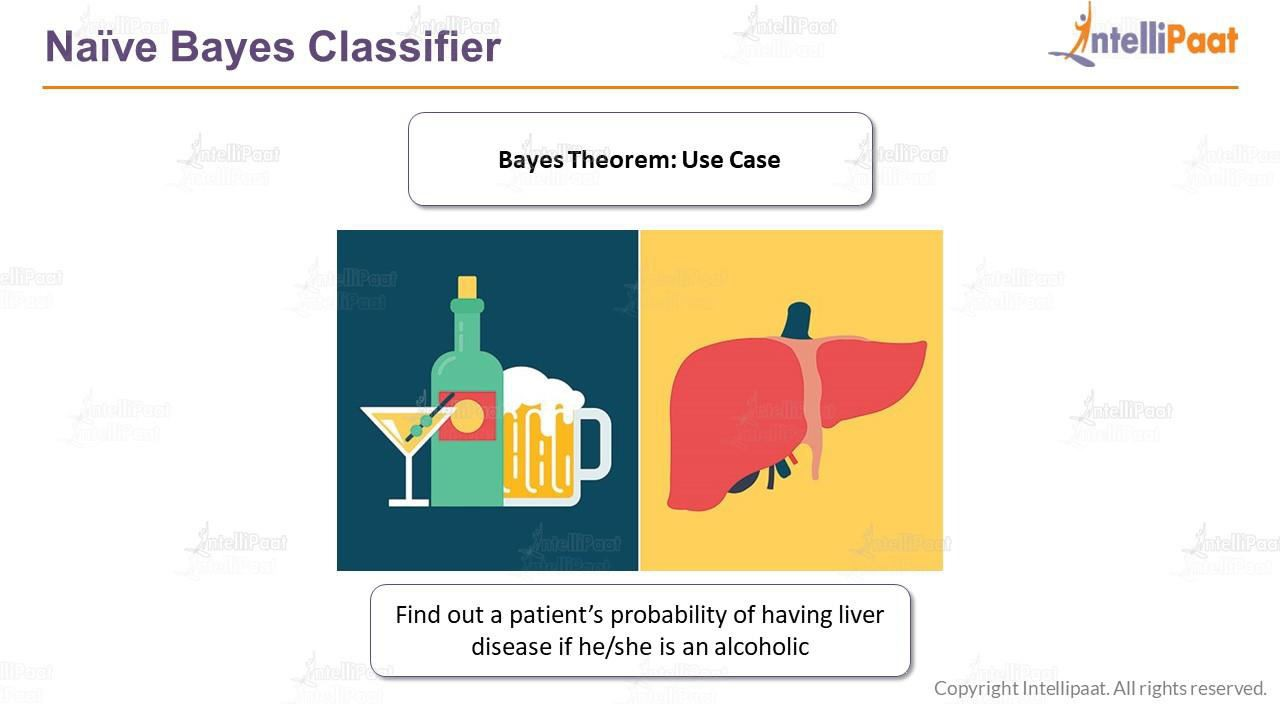 Naïve Bayes Classifier
IntelliPaat
Bayes Theorem: Use Case
Find out a patient’s probability of having liver
disease if he/she is an alcoholic
Copyright Intellipaat. All rights reserved.